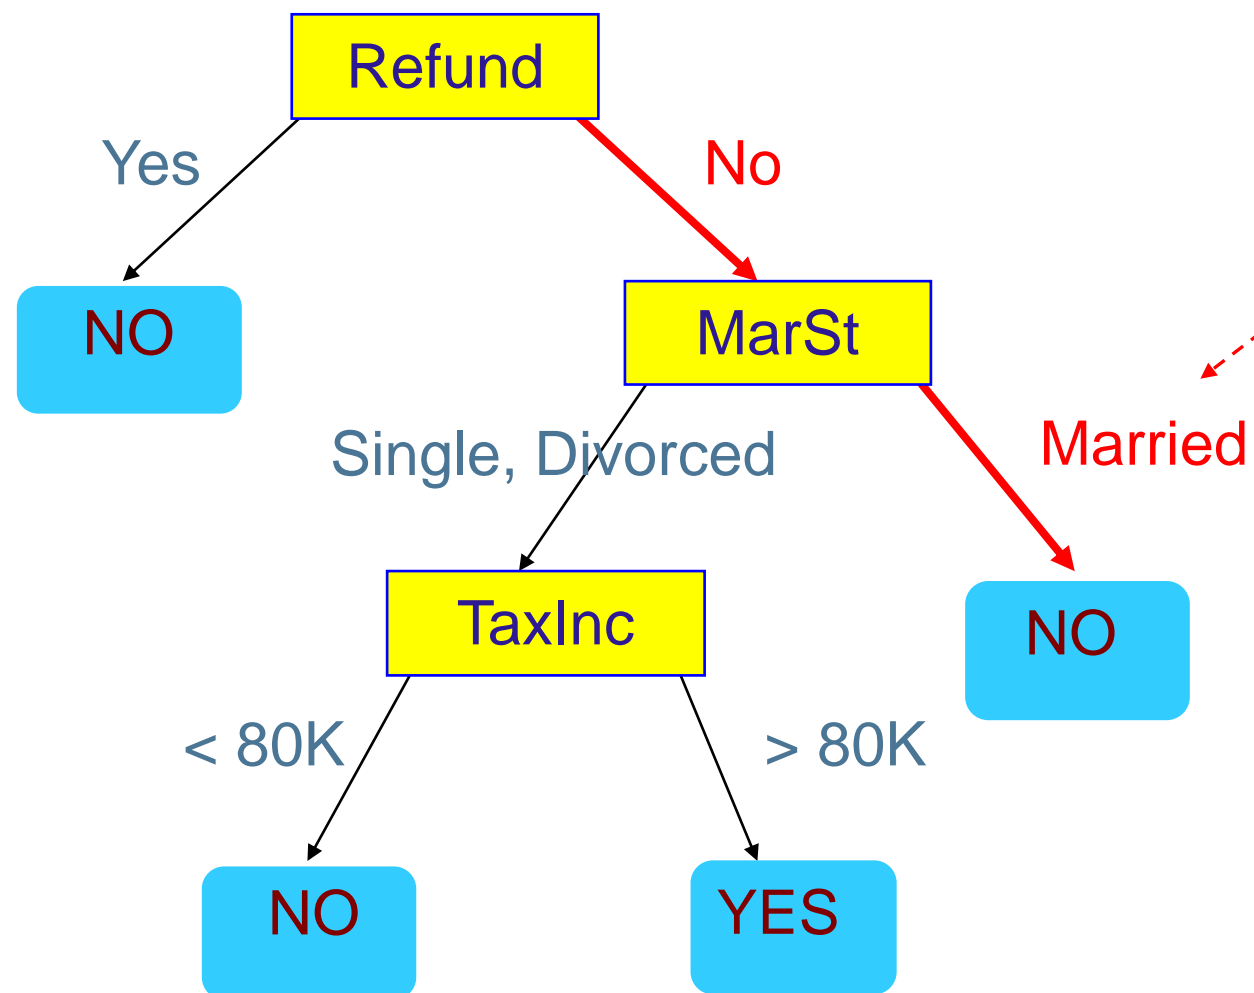 Refund
Yes
No
NO
MarSt
Single, Divorced
Married
TaxInc
NO
< 80K
> 80K
NO
YES